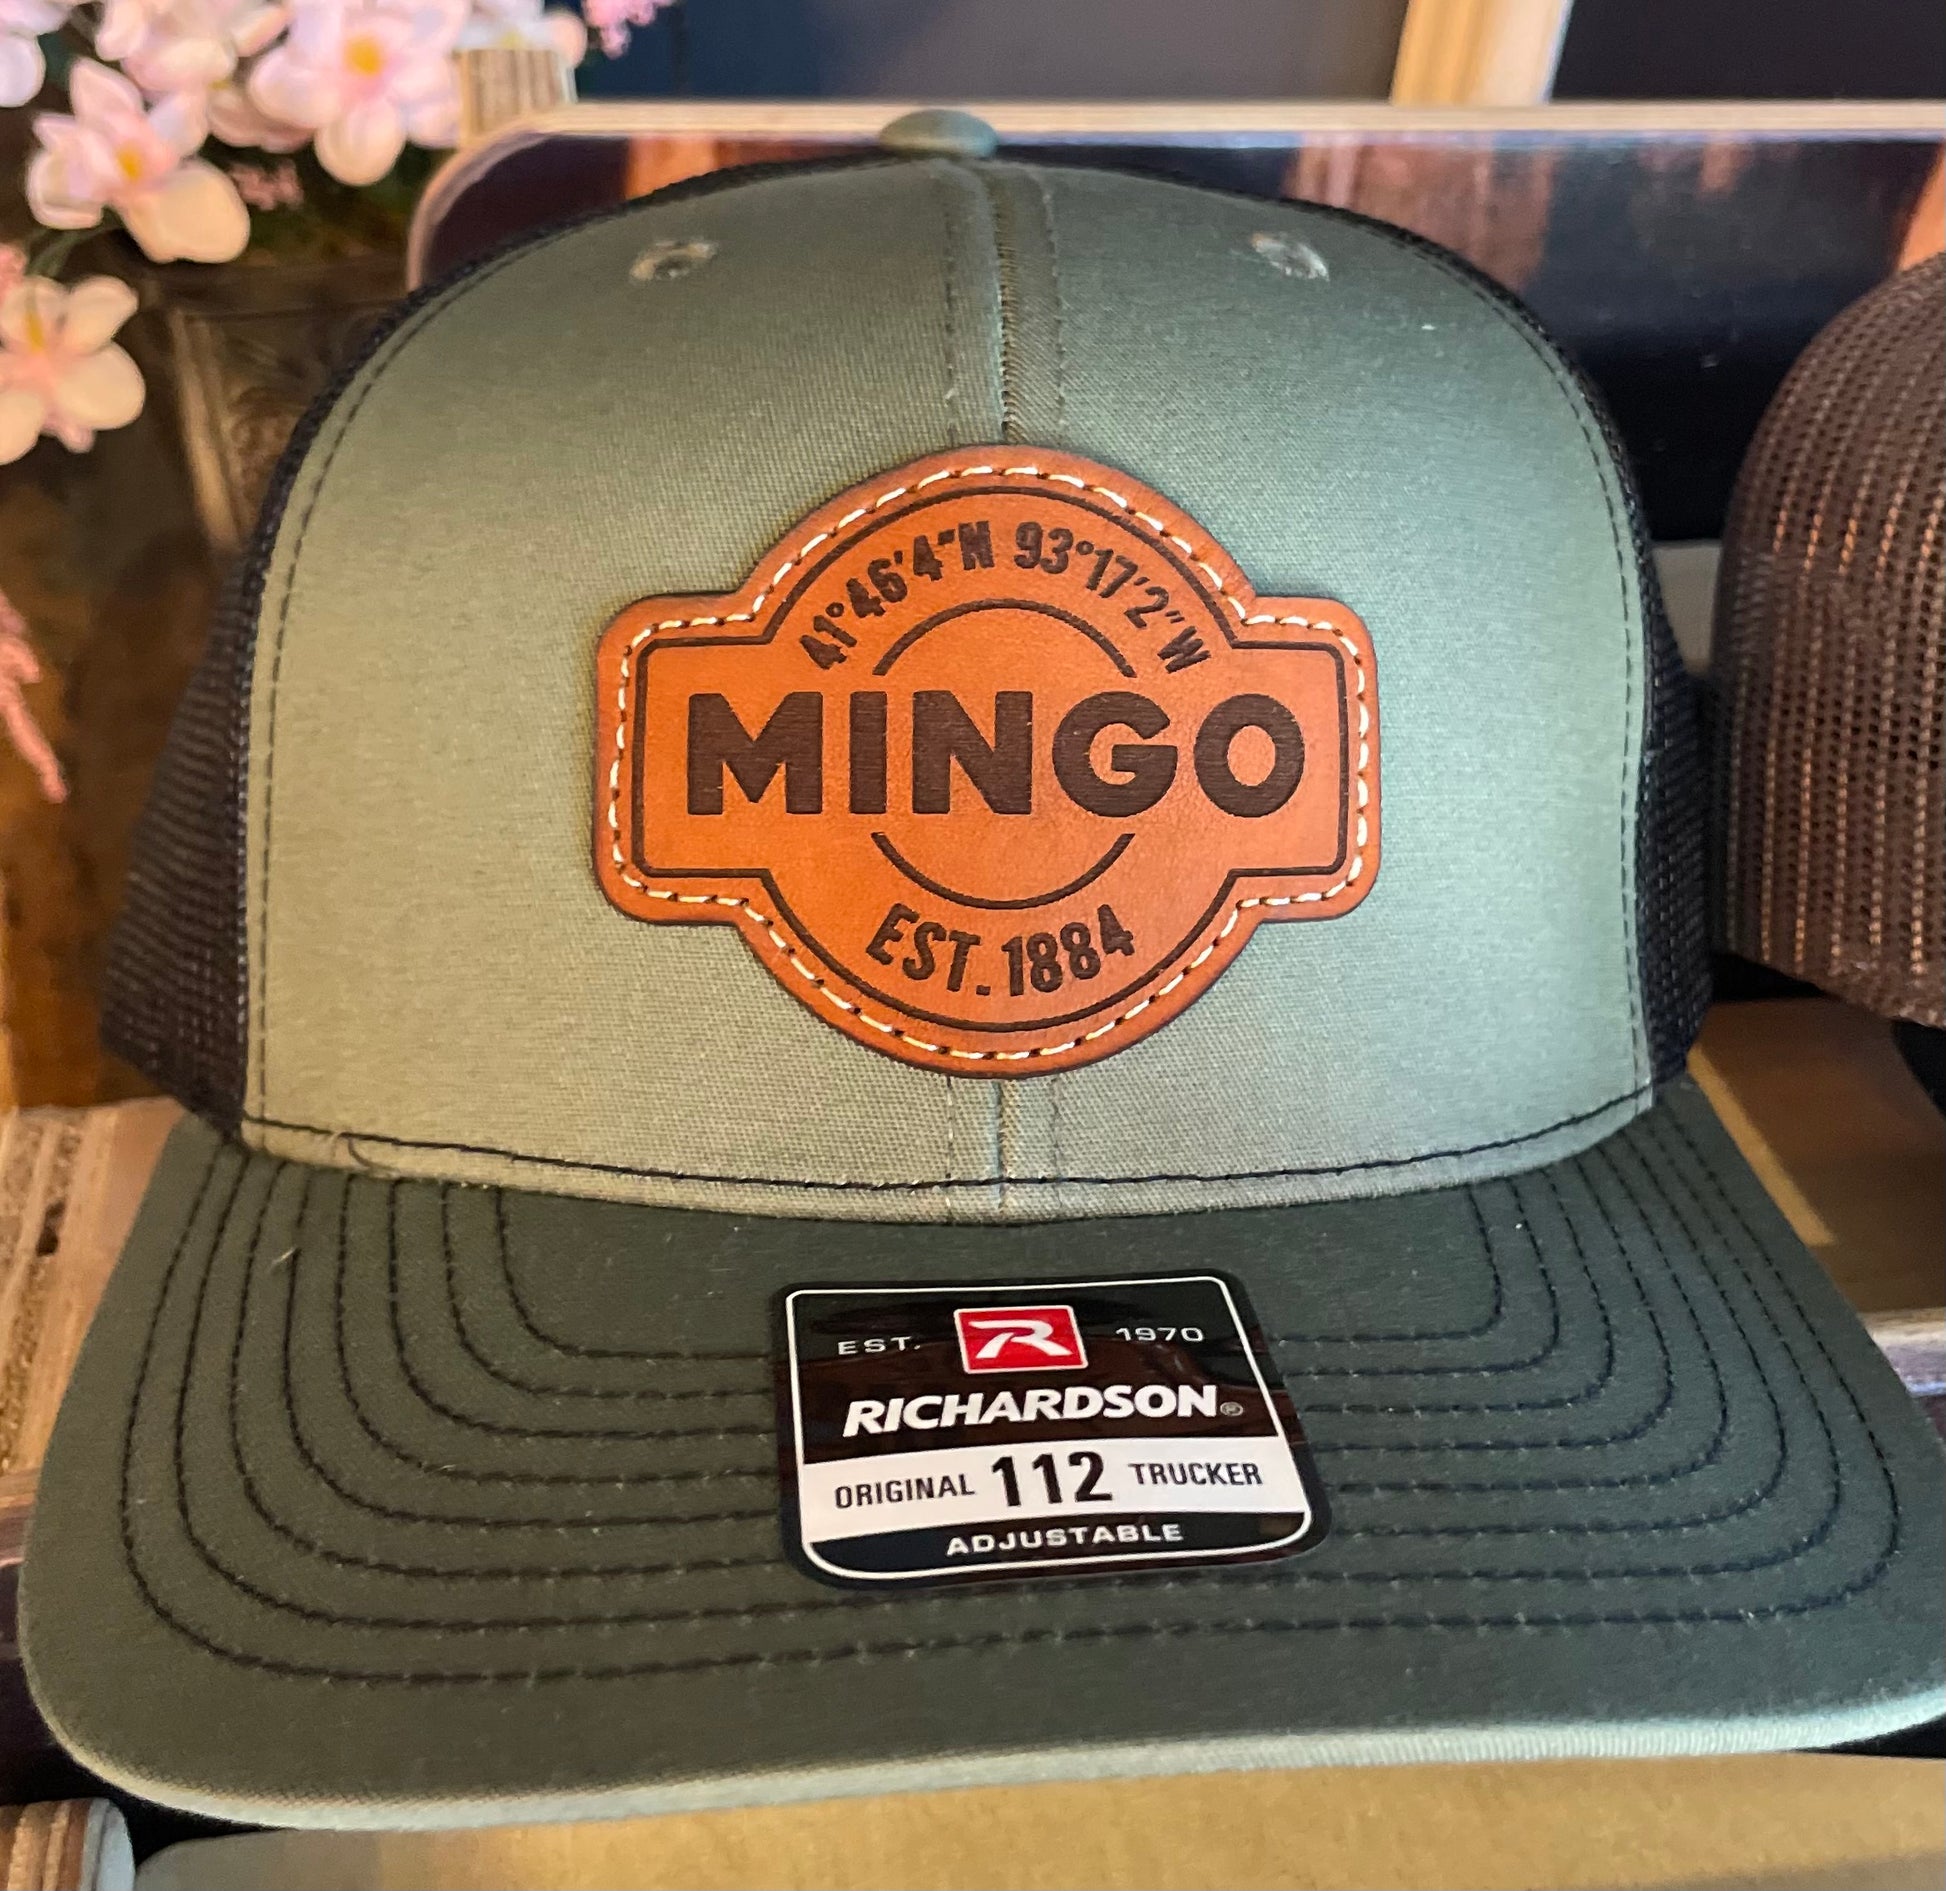 41°46'4"N 93°17'2"W
MINGO
EST. 1884
EST. R 1970
RICHARDSON®
ORIGINAL 112 TRUCKER
ADJUSTABLE